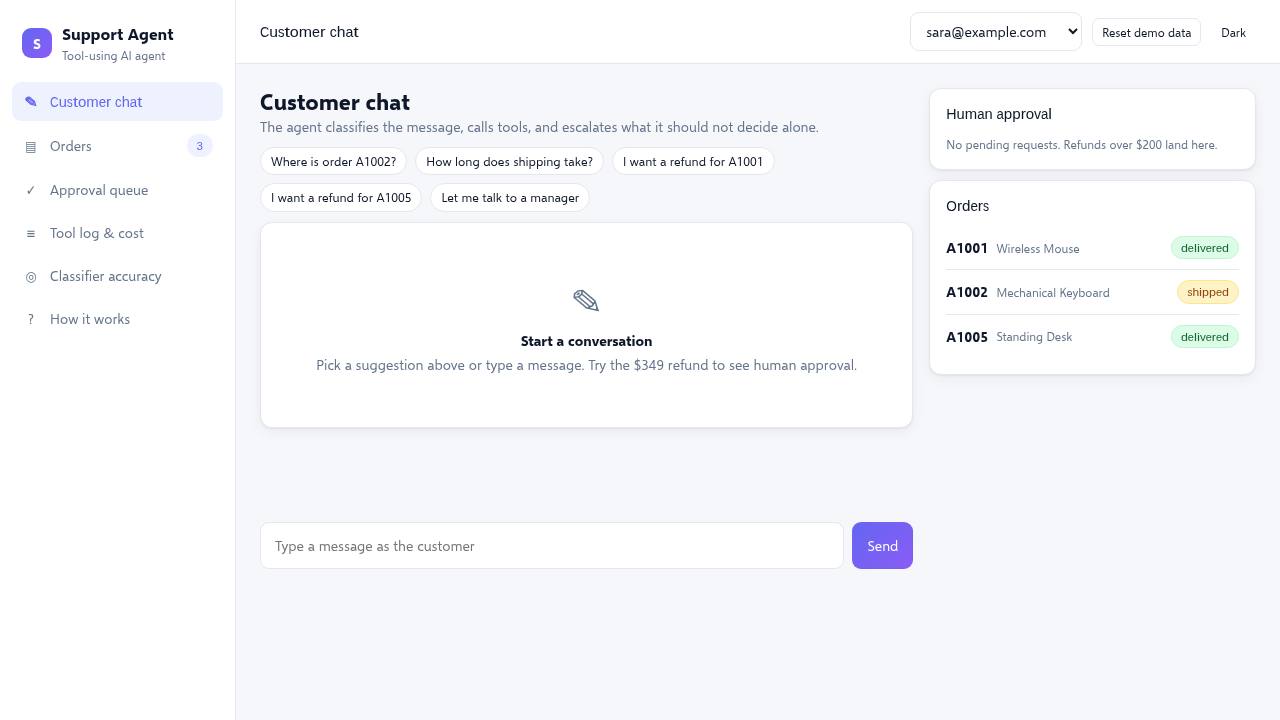 S
Support Agent
Tool-using AI agent
Customer chat
Orders 3
Approval queue
Tool log & cost
Classifier accuracy
? How it works
Customer chat
sara@example.com
Reset demo data
Dark
Customer chat
The agent classifies the message, calls tools, and escalates what it should not decide alone.
Where is order A1002?
How long does shipping take?
I want a refund for A1001
I want a refund for A1005
Let me talk to a manager
Start a conversation
Pick a suggestion above or type a message. Try the $349 refund to see human approval.
Type a message as the customer
Send
Human approval
No pending requests. Refunds over $200 land here.
Orders
A1001 Wireless Mouse delivered
A1002 Mechanical Keyboard shipped
A1005 Standing Desk delivered